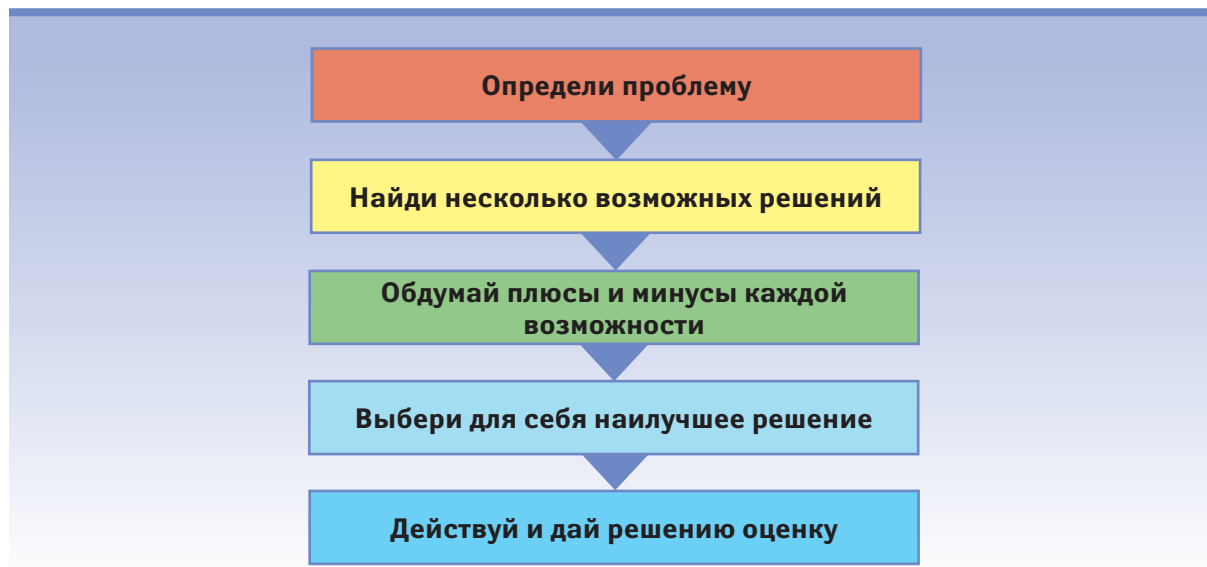 Определи проблему
Найди несколько возможных решений
Обдумай плюсы и минусы каждой
возможности
Выбери для себя наилучшее решение
Действуй и дай решению оценку